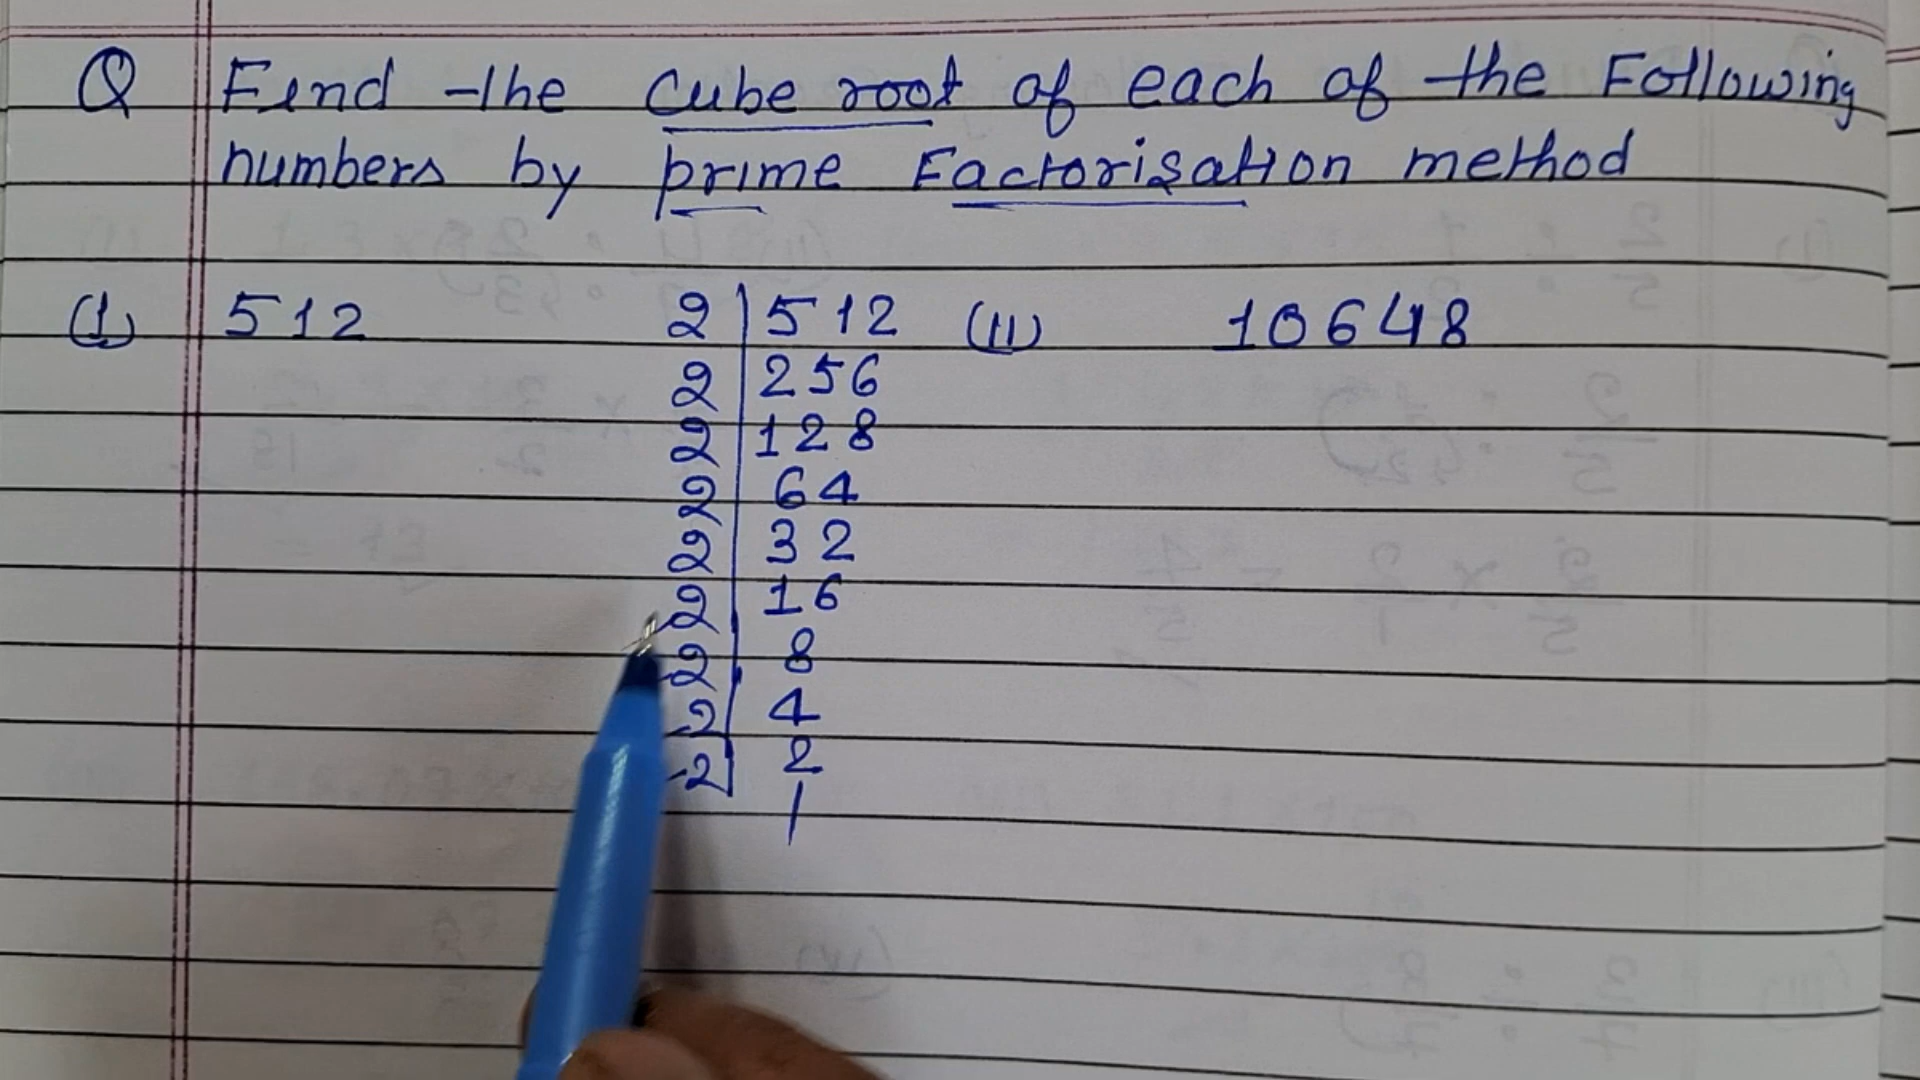 Q Find the Cube root of each of the Following
numbers by prime Factorisation method
(I) 512 2 | 512 (II) 10648
2 | 256
2 | 128
2 | 64
2 | 32
2 | 16
2 | 8
2 | 4
2 | 2
1